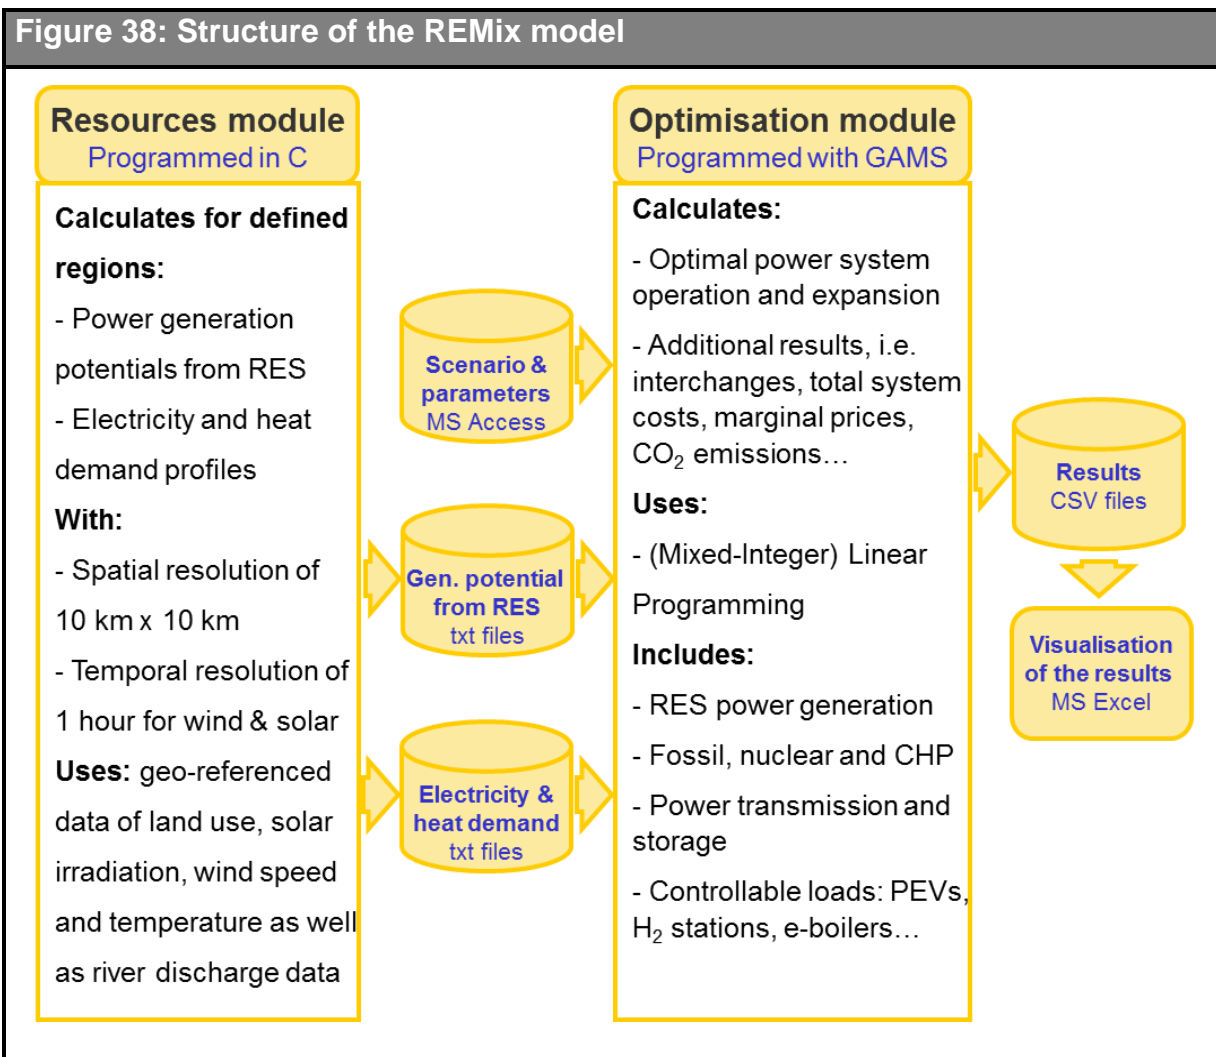 Figure 38: Structure of the REMix model
Resources module
Programmed in C
Calculates for defined
regions:
- Power generation
potentials from RES
- Electricity and heat
demand profiles
With:
- Spatial resolution of
10 km x 10 km
- Temporal resolution of
1 hour for wind & solar
Uses: geo-referenced
data of land use, solar
irradiation, wind speed
and temperature as well
as river discharge data
Scenario &
parameters
MS Access
Gen. potential
from RES
txt files
Electricity &
heat demand
txt files
Optimisation module
Programmed with GAMS
Calculates:
- Optimal power system
operation and expansion
- Additional results, i.e.
interchanges, total system
costs, marginal prices,
CO₂ emissions…
Uses:
- (Mixed-Integer) Linear
Programming
Includes:
- RES power generation
- Fossil, nuclear and CHP
- Power transmission and
storage
- Controllable loads: PEVs,
H₂ stations, e-boilers…
Results
CSV files
Visualisation
of the results
MS Excel